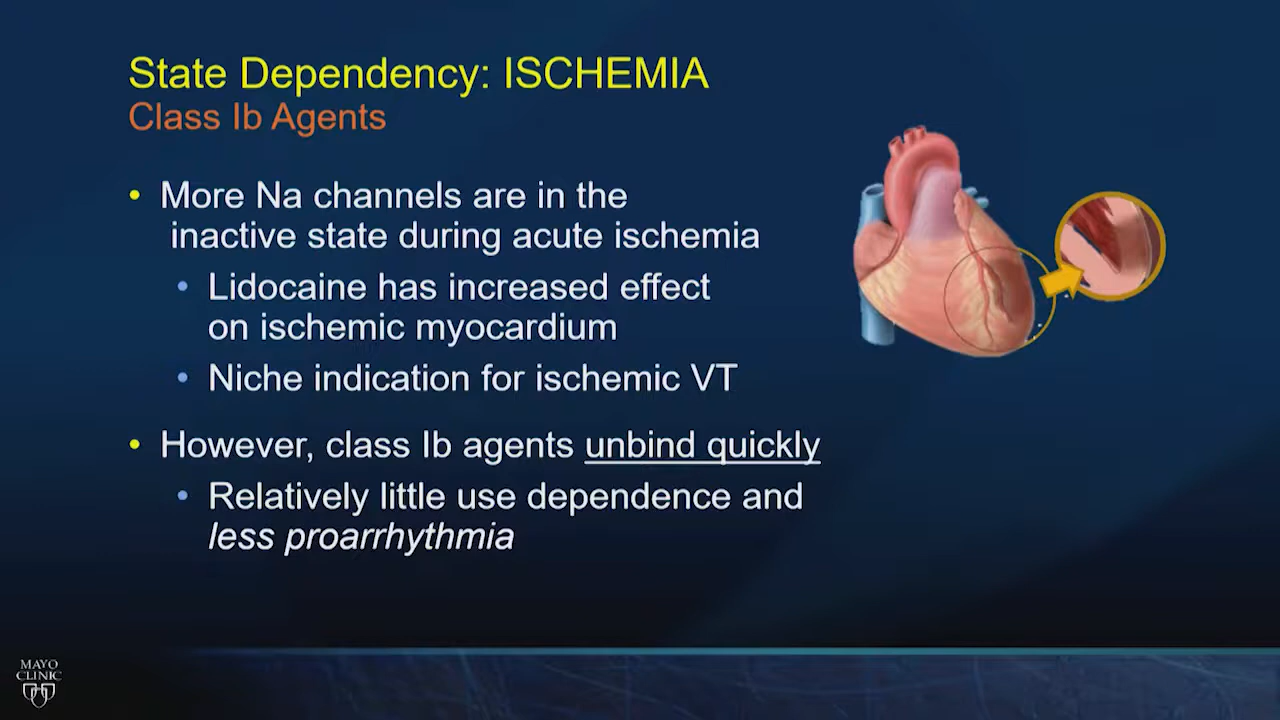 State Dependency: ISCHEMIA
Class Ib Agents
• More Na channels are in the
inactive state during acute ischemia
• Lidocaine has increased effect
on ischemic myocardium
• Niche indication for ischemic VT
• However, class Ib agents unbind quickly
• Relatively little use dependence and
less proarrhythmia
MAYO
CLINIC